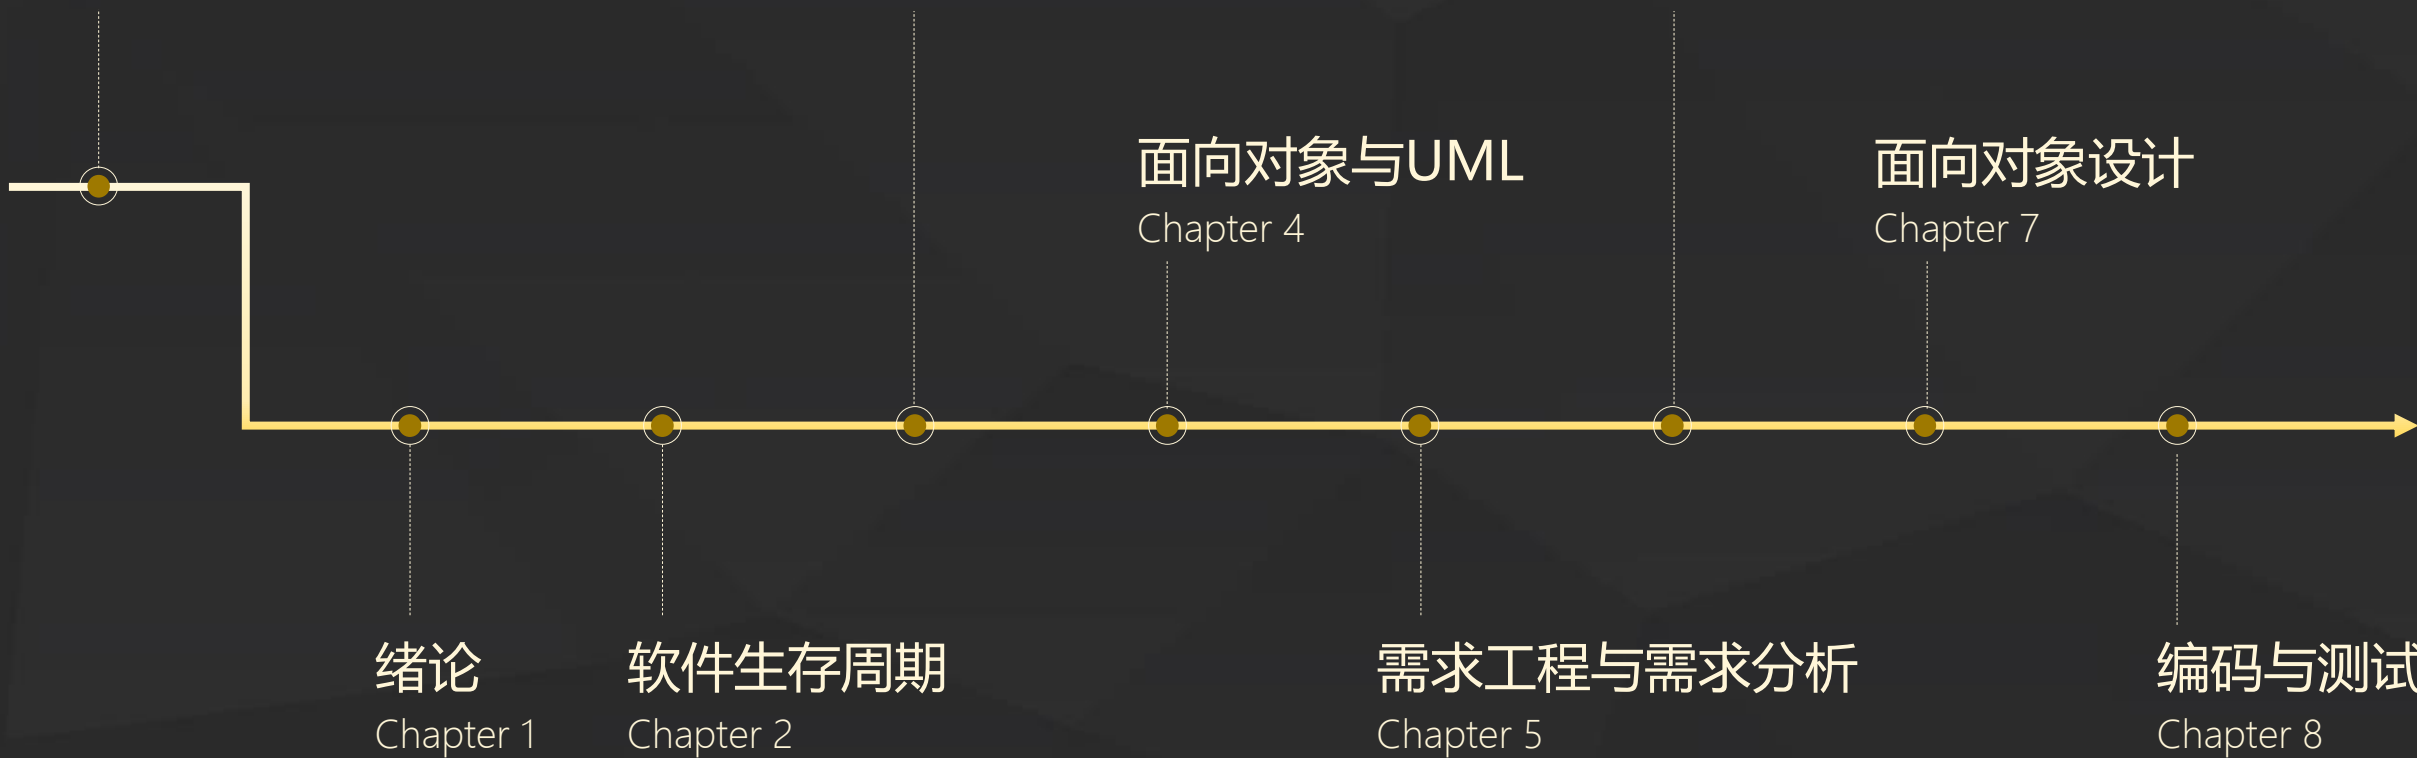 面向对象与UML
Chapter 4
面向对象设计
Chapter 7
绪论
Chapter 1
软件生存周期
Chapter 2
需求工程与需求分析
Chapter 5
编码与测试
Chapter 8